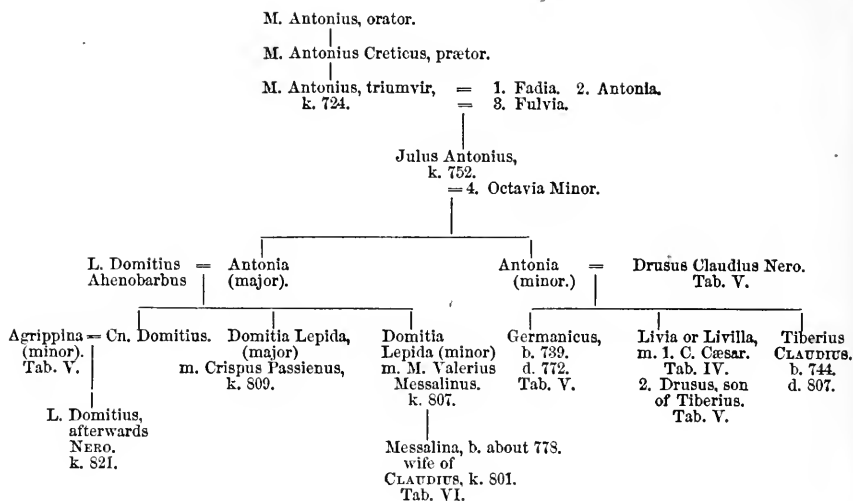 M. Antonius, orator.
M. Antonius Creticus, prætor.
M. Antonius, triumvir, = 1. Fadia. 2. Antonia.
k. 724. = 3. Fulvia.
Julus Antonius,
k. 752.
= 4. Octavia Minor.
L. Domitius = Antonia
Ahenobarbus (major).
Antonia = Drusus Claudius Nero.
(minor.) Tab. V.
Agrippina = Cn. Domitius.
(minor).
Tab. V.
Domitia Lepida,
(major)
m. Crispus Passienus,
k. 809.
Domitia
Lepida (minor)
m. M. Valerius
Messalinus.
k. 807.
Germanicus,
b. 739.
d. 772.
Tab. V.
Livia or Livilla,
m. 1. C. Cæsar.
Tab. IV.
2. Drusus, son
of Tiberius.
Tab. V.
Tiberius
CLAUDIUS.
b. 744.
d. 807.
L. Domitius,
afterwards
NERO.
k. 821.
Messalina, b. about 778.
wife of
CLAUDIUS, k. 801.
Tab. VI.